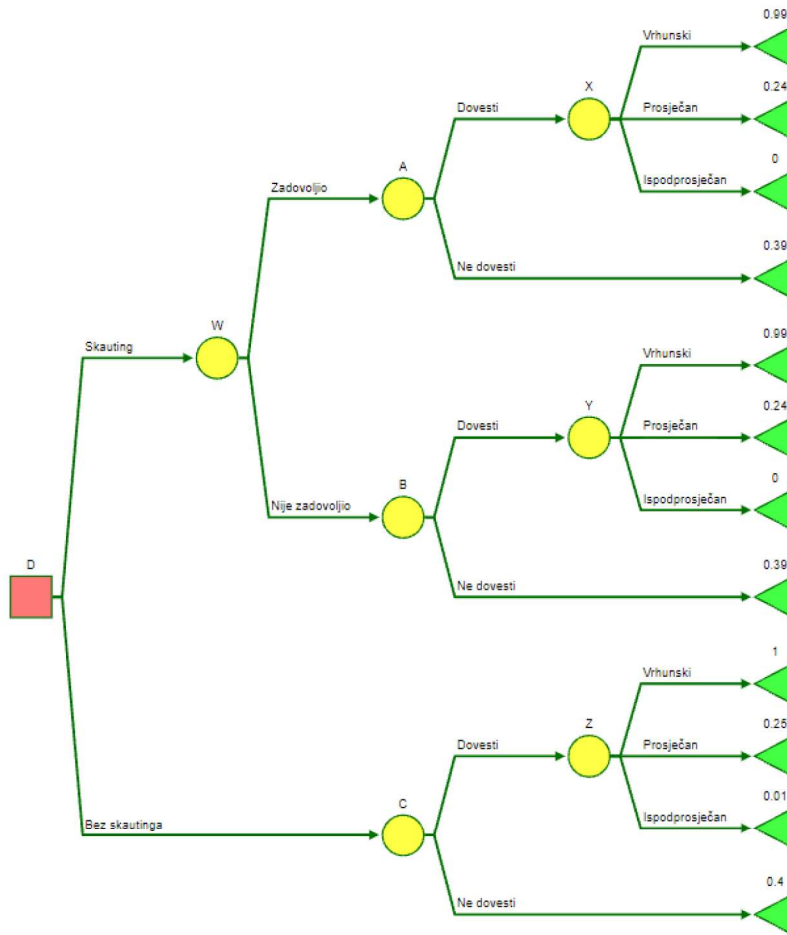 0.99
Vrhunski
X
0.24
Dovesti
Prosječan
A
0
Zadovoljio
Ispodprosječan
0.39
Ne dovesti
W
0.99
Skauting
Vrhunski
Y
0.24
Dovesti
Prosječan
B
0
Nije zadovoljio
Ispodprosječan
D
0.39
Ne dovesti
1
Vrhunski
Z
0.25
Dovesti
Prosječan
C
0.01
Bez skautinga
Ispodprosječan
0.4
Ne dovesti